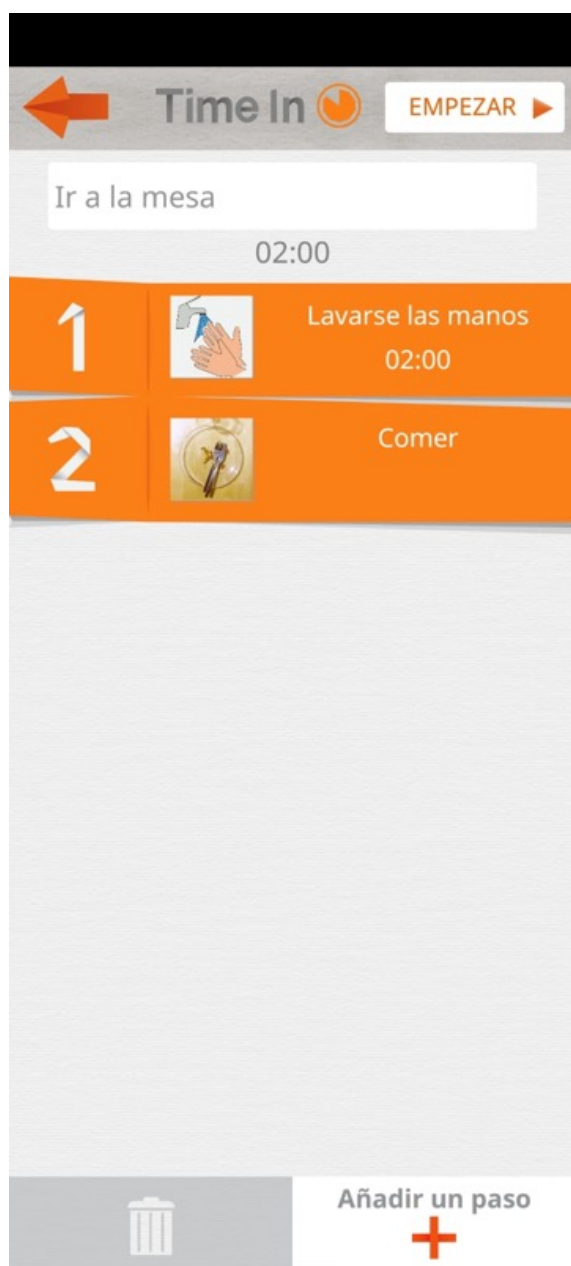 Time In
EMPEZAR
Ir a la mesa
02:00
1
Lavarse las manos
02:00
2
Comer
Añadir un paso